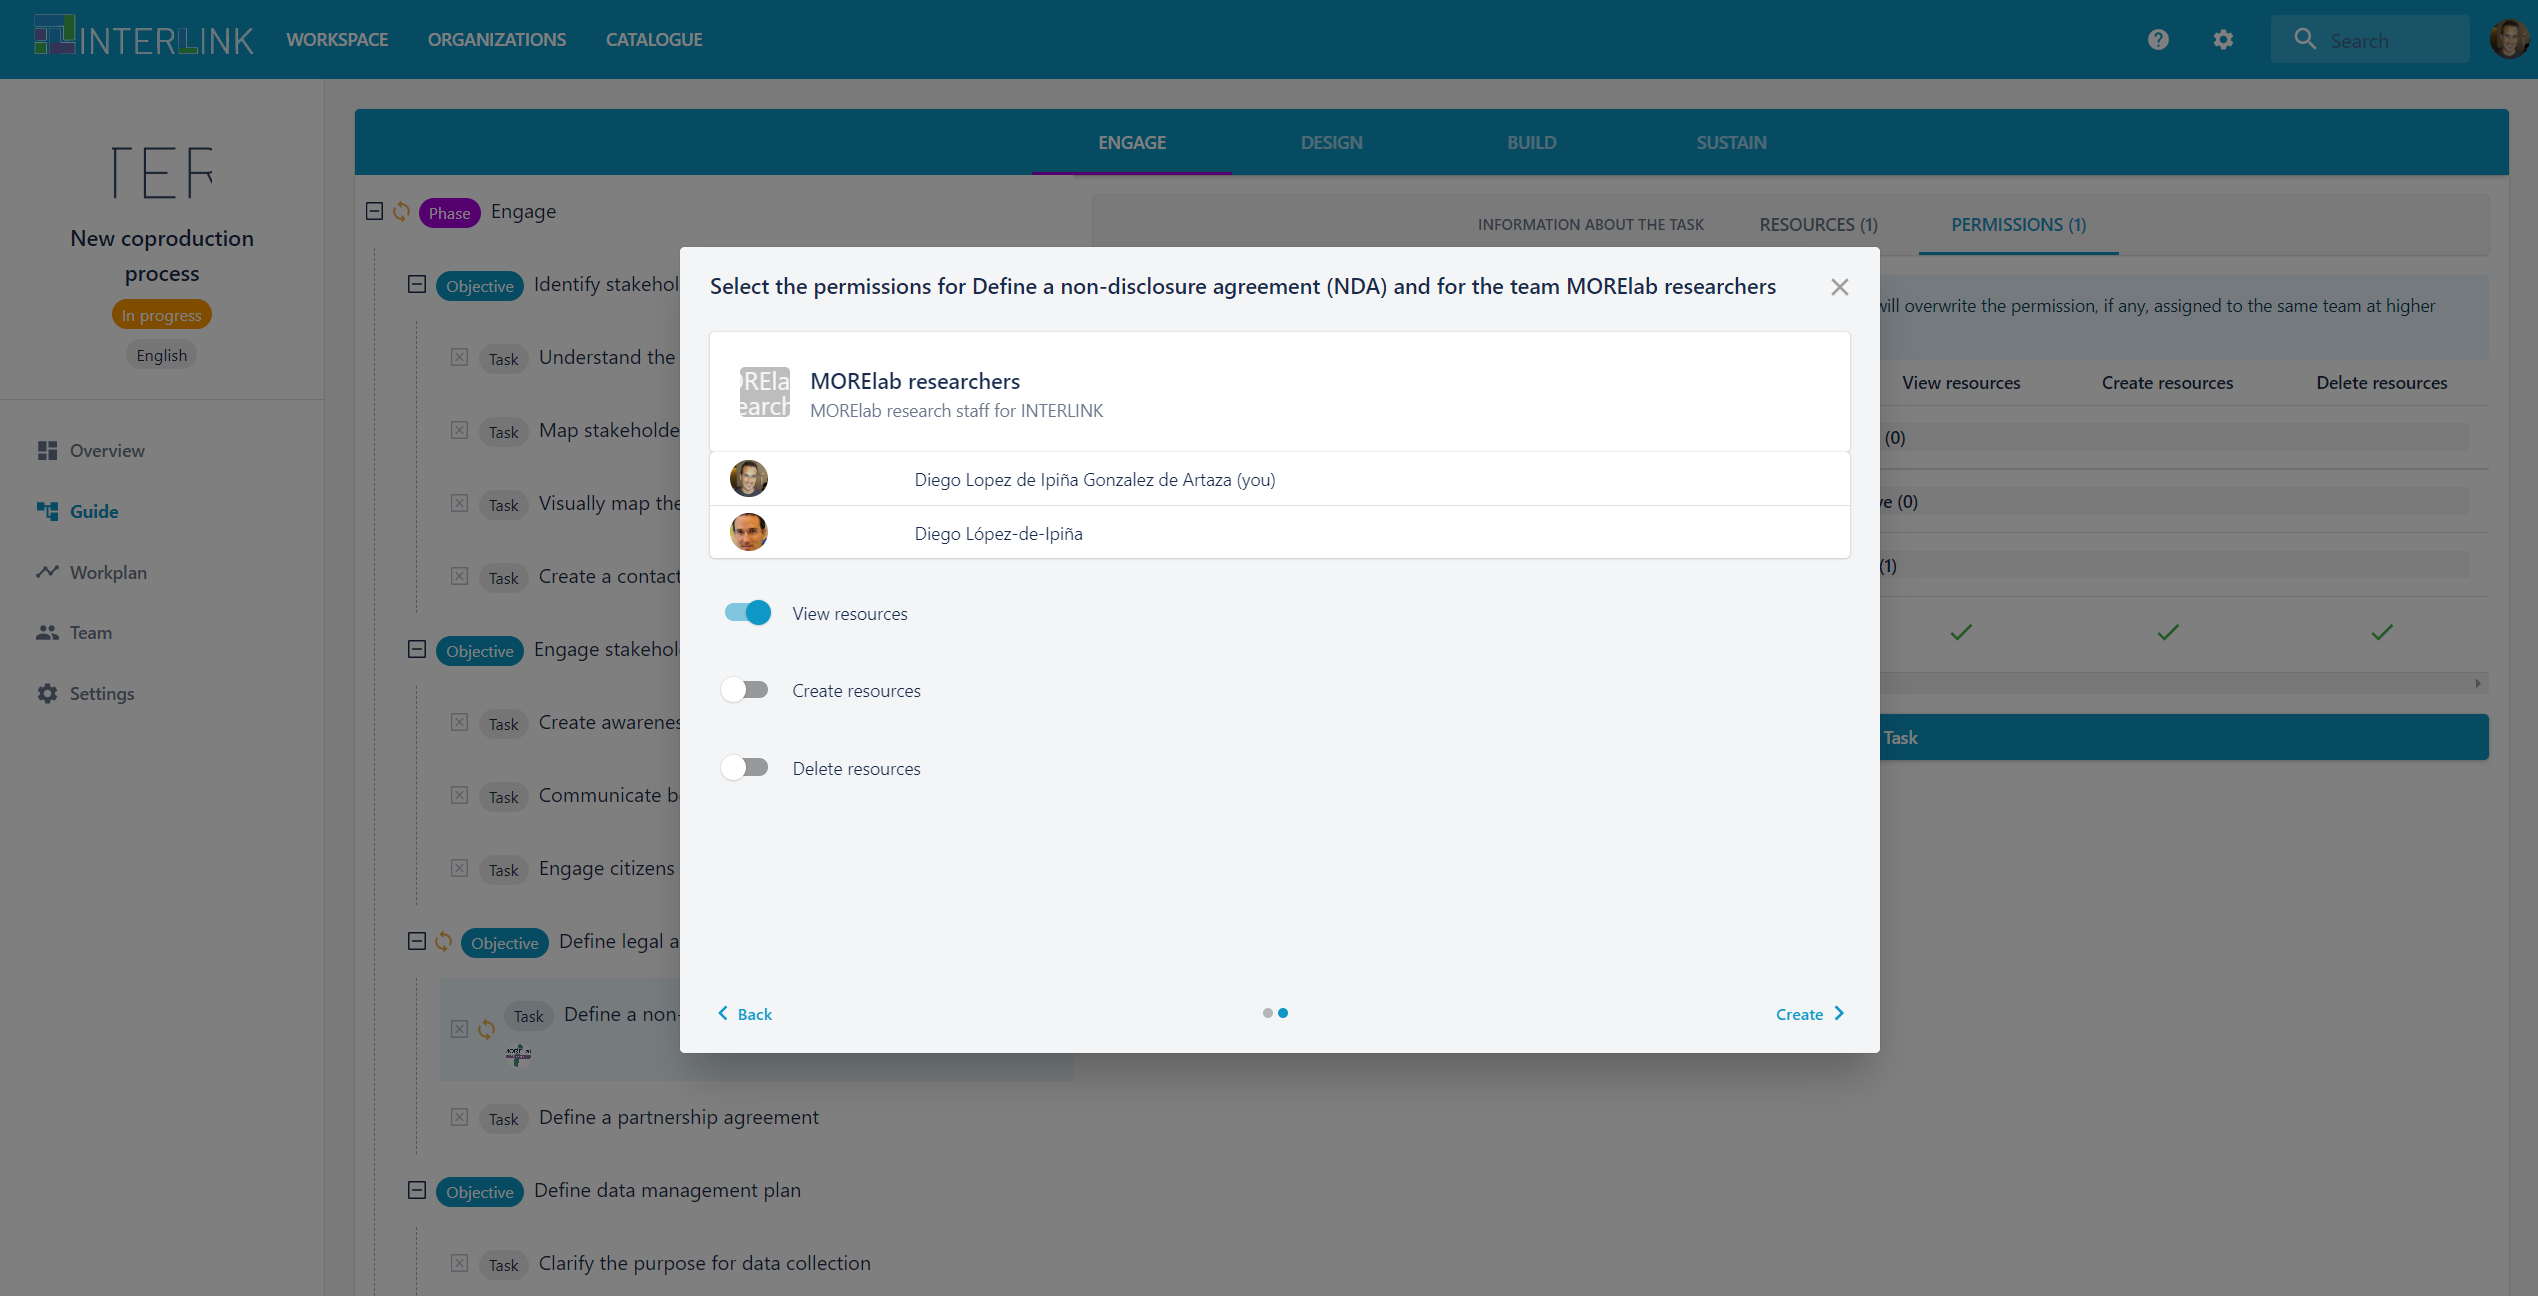 INTERLINK
WORKSPACE
ORGANIZATIONS
CATALOGUE
Search
New coproduction
process
In progress
English
Overview
Guide
Workplan
Team
Settings
ENGAGE
DESIGN
BUILD
SUSTAIN
Phase Engage
Objective Identify stakehol
Task Understand the
Task Map stakeholde
Task Visually map the
Task Create a contact
Objective Engage stakehol
Task Create awarenes
Task Communicate b
Task Engage citizens
Objective Define legal a
Task Define a non-
Task Define a partnership agreement
Objective Define data management plan
Task Clarify the purpose for data collection
INFORMATION ABOUT THE TASK
RESOURCES (1)
PERMISSIONS (1)
will overwrite the permission, if any, assigned to the same team at higher
View resources
Create resources
Delete resources
(0)
ve (0)
(1)
Task
Select the permissions for Define a non-disclosure agreement (NDA) and for the team MORElab researchers
MORElab researchers
MORElab research staff for INTERLINK
Diego Lopez de Ipiña Gonzalez de Artaza (you)
Diego López-de-Ipiña
View resources
Create resources
Delete resources
Back
Create